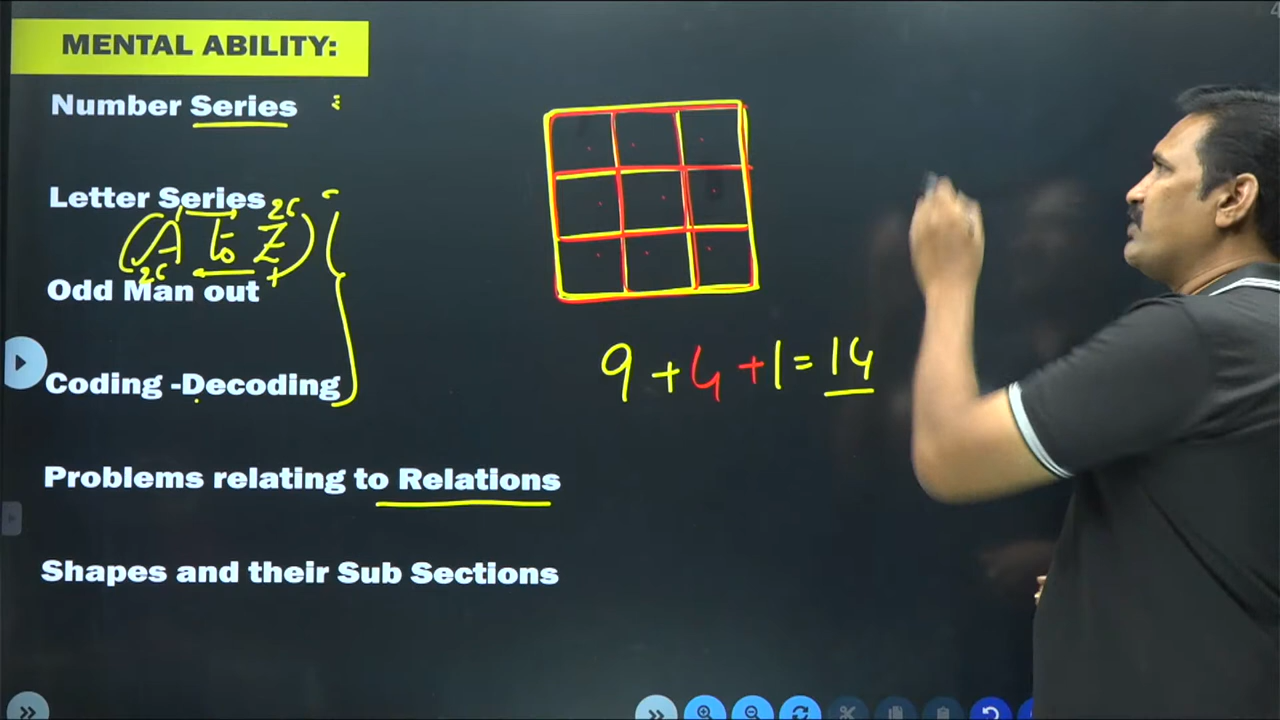 MENTAL ABILITY:
Number Series :
Letter Series
26
(A to Z)
26
Odd Man out
Coding -Decoding
9 + 4 + 1 = 14
Problems relating to Relations
Shapes and their Sub Sections